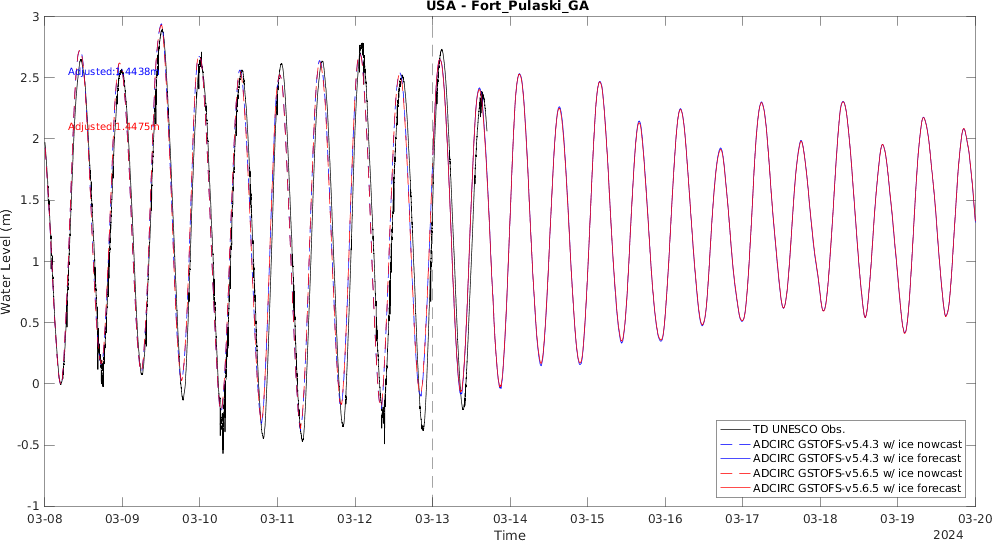 USA - Fort_Pulaski_GA
3
2.5
2
1.5
1
0.5
0
-0.5
-1
Water Level (m)
Adjusted:1.4438m
Adjusted:1.4475m
TD UNESCO Obs.
ADCIRC GSTOFS-v5.4.3 w/ ice nowcast
ADCIRC GSTOFS-v5.4.3 w/ ice forecast
ADCIRC GSTOFS-v5.6.5 w/ ice nowcast
ADCIRC GSTOFS-v5.6.5 w/ ice forecast
03-08 03-09 03-10 03-11 03-12 03-13 03-14 03-15 03-16 03-17 03-18 03-19 03-20
Time
2024